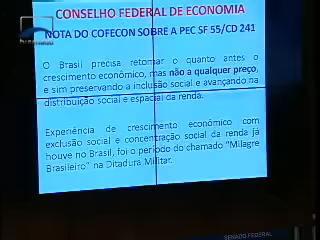 CONSELHO FEDERAL DE ECONOMIA
NOTA DO COFECON SOBRE A PEC SF 55/CD 241
O Brasil precisa retomar o quanto antes o
crescimento econômico, mas não a qualquer preço,
e sim preservando a inclusão social e avançando na
distribuição social e espacial da renda.
Experiência de crescimento econômico com
exclusão social e concentração social da renda já
houve no Brasil, foi o período do chamado “Milagre
Brasileiro” na Ditadura Militar.
SENADO FEDERAL